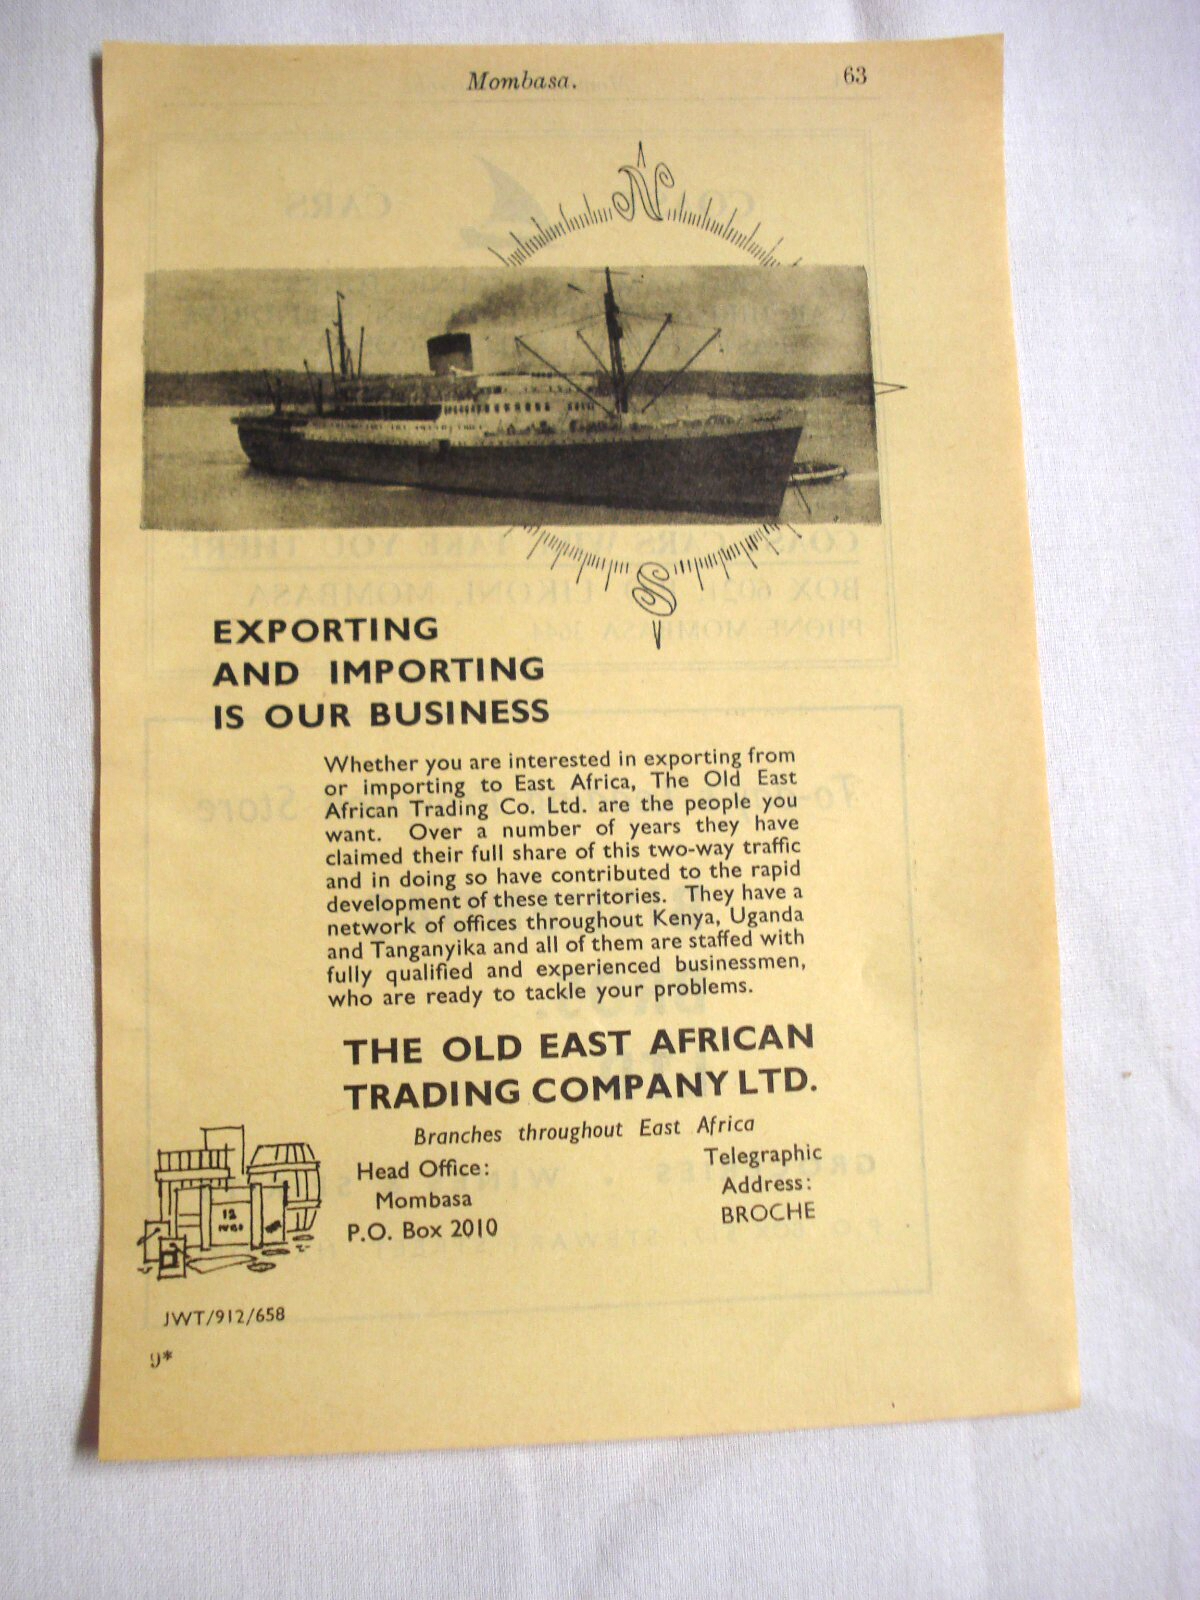 Mombasa.
63
N
S
EXPORTING
AND IMPORTING
IS OUR BUSINESS
Whether you are interested in exporting from
or importing to East Africa, The Old East
African Trading Co. Ltd. are the people you
want. Over a number of years they have
claimed their full share of this two-way traffic
and in doing so have contributed to the rapid
development of these territories. They have a
network of offices throughout Kenya, Uganda
and Tanganyika and all of them are staffed with
fully qualified and experienced businessmen,
who are ready to tackle your problems.
THE OLD EAST AFRICAN
TRADING COMPANY LTD.
Branches throughout East Africa
Head Office:
Mombasa
P.O. Box 2010
Telegraphic
Address:
BROCHE
12
JWT/912/658
9*